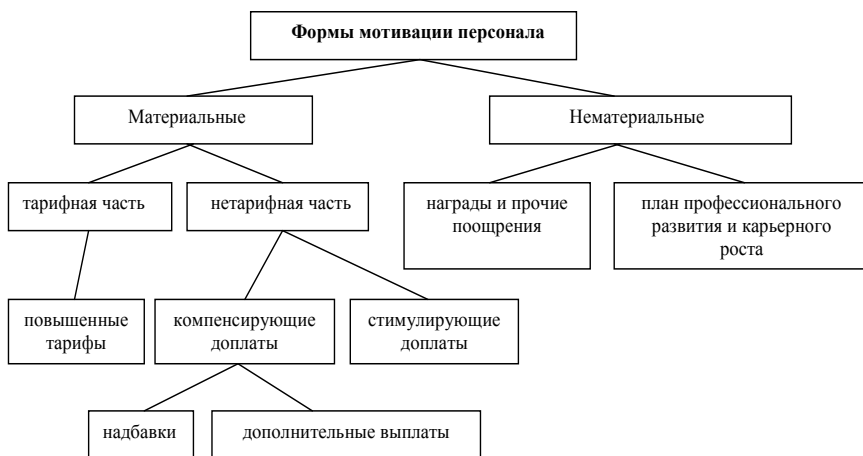 Формы мотивации персонала
Материальные
Нематериальные
тарифная часть
нетарифная часть
награды и прочие
поощрения
план профессионального
развития и карьерного
роста
повышенные
тарифы
компенсирующие
доплаты
стимулирующие
доплаты
надбавки
дополнительные выплаты